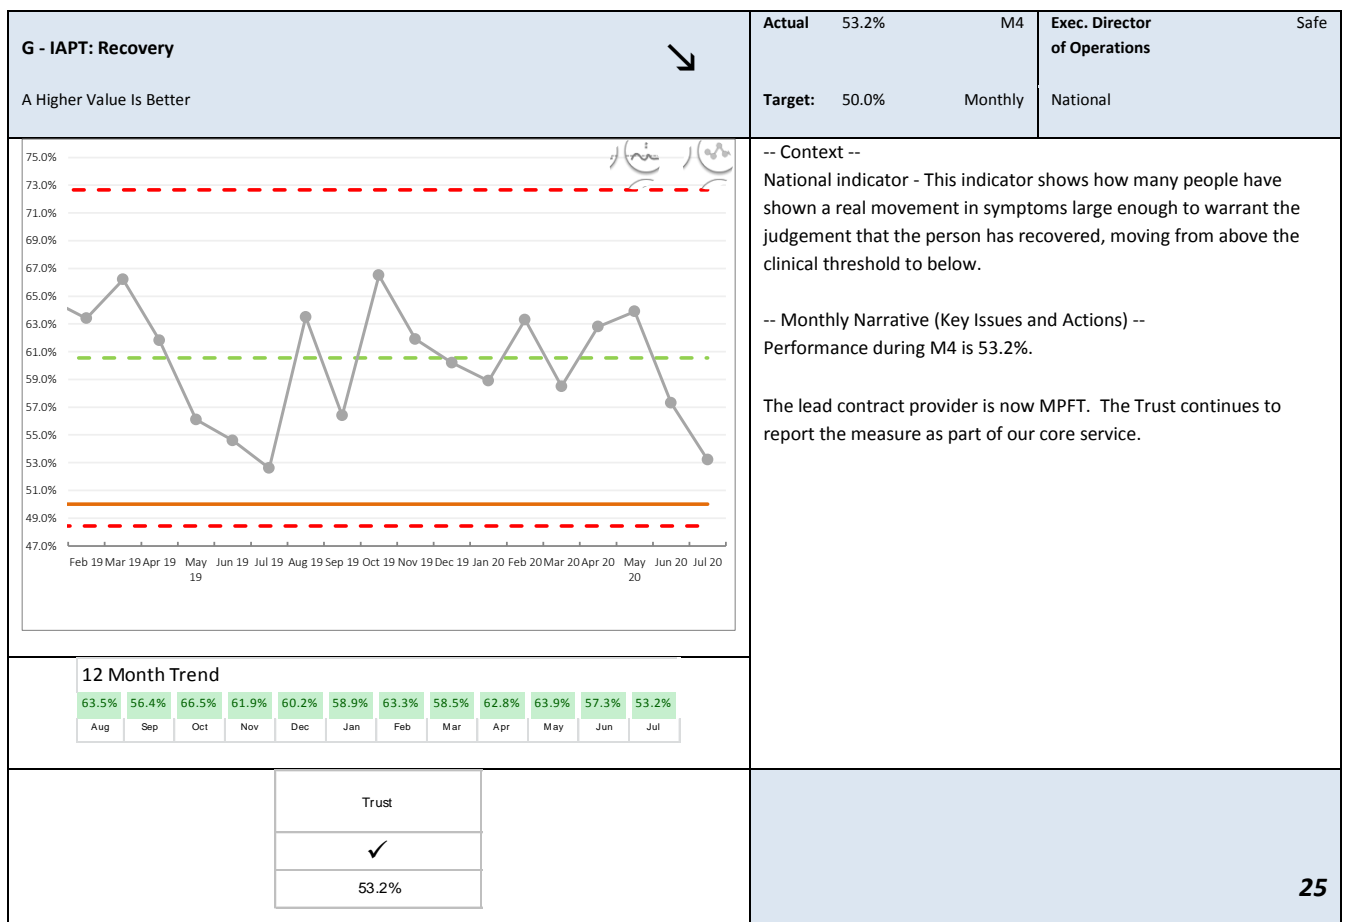 G - IAPT: Recovery
A Higher Value Is Better
Actual 53.2% M4
Target: 50.0% Monthly
Exec. Director Safe
of Operations
National
75.0%
73.0%
71.0%
69.0%
67.0%
65.0%
63.0%
61.0%
59.0%
57.0%
55.0%
53.0%
51.0%
49.0%
47.0%
Feb 19 Mar 19 Apr 19 May 19 Jun 19 Jul 19 Aug 19 Sep 19 Oct 19 Nov 19 Dec 19 Jan 20 Feb 20 Mar 20 Apr 20 May 20 Jun 20 Jul 20
-- Context --
National indicator - This indicator shows how many people have
shown a real movement in symptoms large enough to warrant the
judgement that the person has recovered, moving from above the
clinical threshold to below.
-- Monthly Narrative (Key Issues and Actions) --
Performance during M4 is 53.2%.
The lead contract provider is now MPFT. The Trust continues to
report the measure as part of our core service.
12 Month Trend
63.5% 56.4% 66.5% 61.9% 60.2% 58.9% 63.3% 58.5% 62.8% 63.9% 57.3% 53.2%
Aug Sep Oct Nov Dec Jan Feb Mar Apr May Jun Jul
Trust
✓
53.2%
25